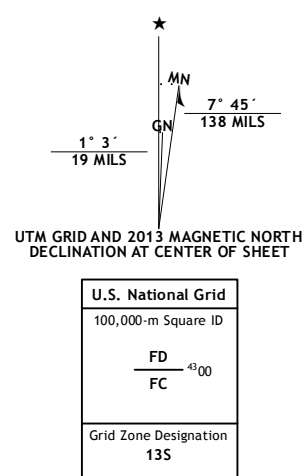 ★
MN
GN
7° 45´
138 MILS
1° 3´
19 MILS
UTM GRID AND 2013 MAGNETIC NORTH
DECLINATION AT CENTER OF SHEET
U.S. National Grid
100,000-m Square ID
FD
4300
FC
Grid Zone Designation
13S